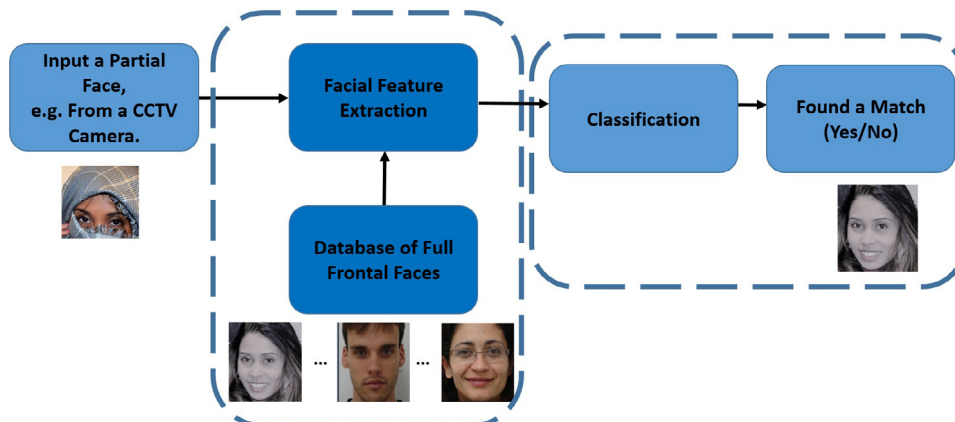 Input a Partial
Face,
e.g. From a CCTV
Camera.
Facial Feature
Extraction
Classification
Found a Match
(Yes/No)
Database of Full
Frontal Faces
... ...